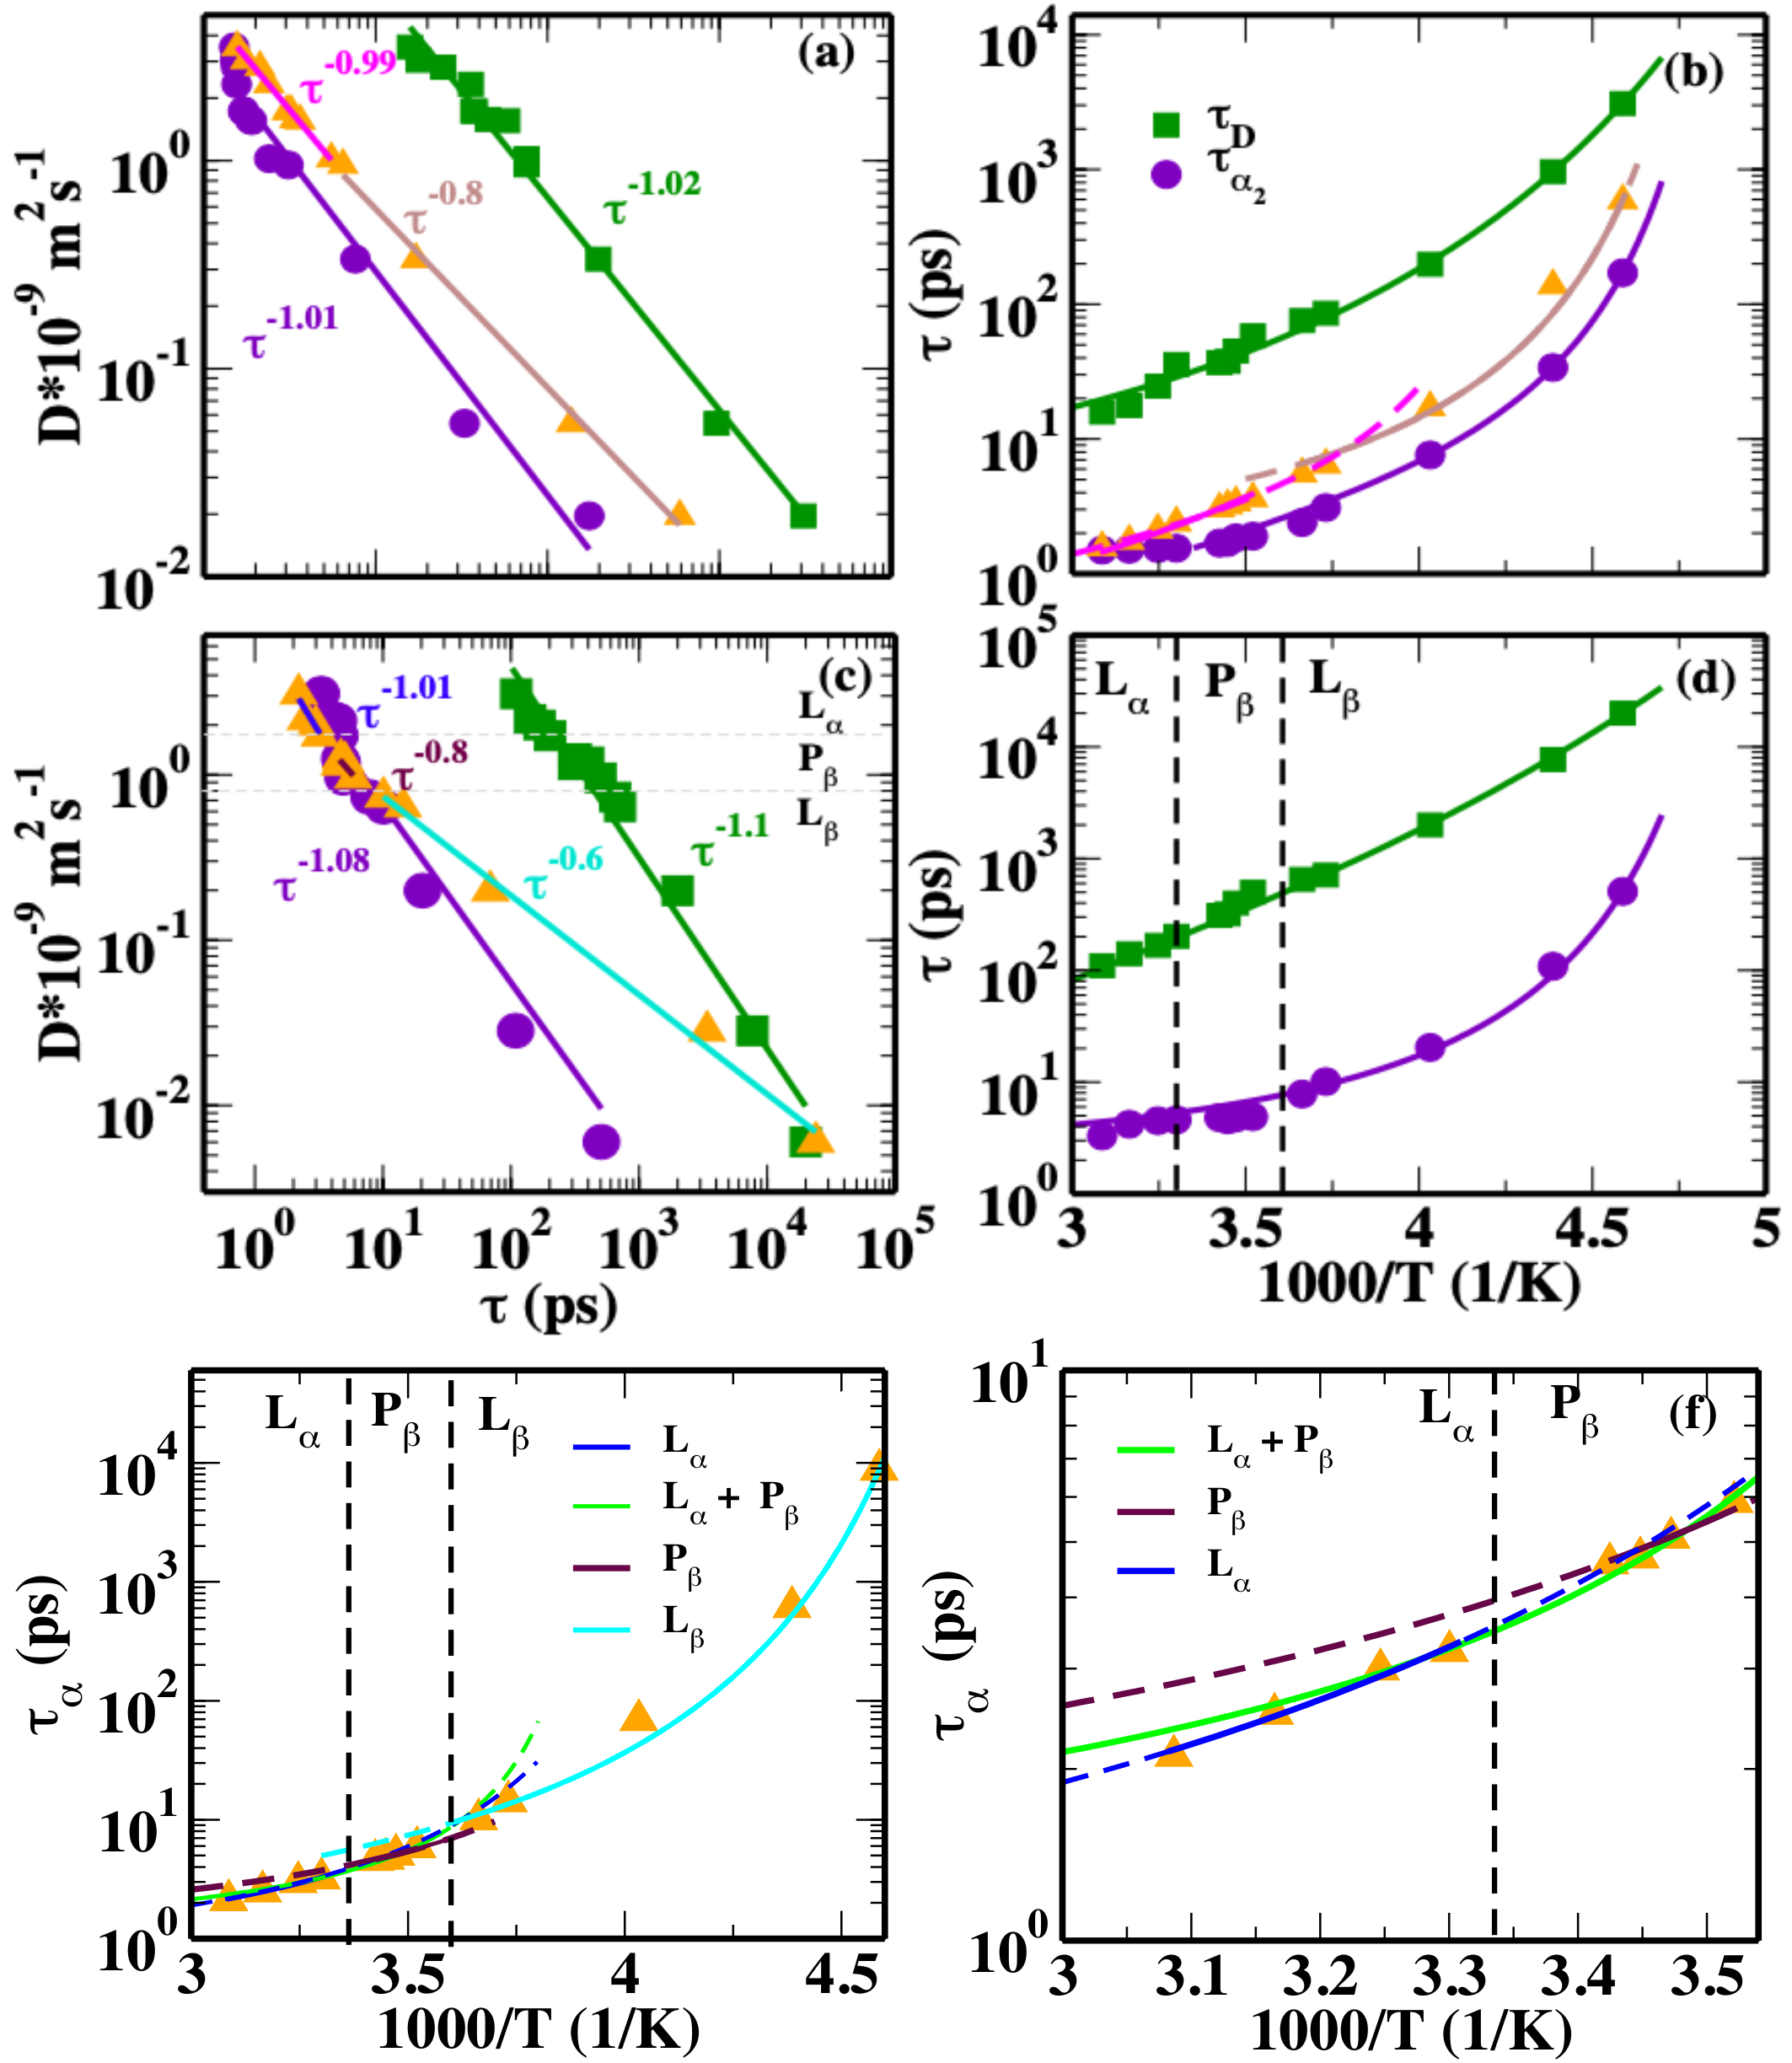 (a)
τ^-0.99
τ^-0.8
τ^-1.02
τ^-1.01
10^0
10^-1
10^-2
D*10^-9 m^2 s^-1
(b)
τ_D
τ_α₂
10^4
10^3
10^2
10^1
10^0
τ (ps)
(c)
τ^-1.01
L_α
τ^-0.8
P_β
L_β
τ^-1.1
τ^-0.6
τ^-1.08
10^0
10^-1
10^-2
D*10^-9 m^2 s^-1
10^0 10^1 10^2 10^3 10^4 10^5
τ (ps)
(d)
L_α P_β L_β
10^5
10^4
10^3
10^2
10^1
10^0
τ (ps)
3 3.5 4 4.5 5
1000/T (1/K)
L_α P_β L_β
L_α
L_α + P_β
P_β
L_β
10^4
10^3
10^2
10^1
10^0
τ_α (ps)
3 3.5 4 4.5
1000/T (1/K)
L_α P_β (f)
L_α + P_β
P_β
L_α
10^1
10^0
τ_α (ps)
3 3.1 3.2 3.3 3.4 3.5
1000/T (1/K)